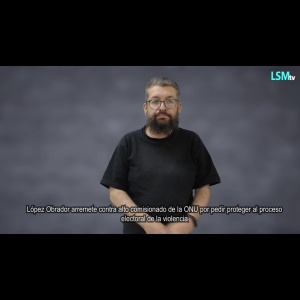 LSMtv
López Obrador arremete contra alto comisionado de la ONU por pedir proteger al proceso
electoral de la violencia